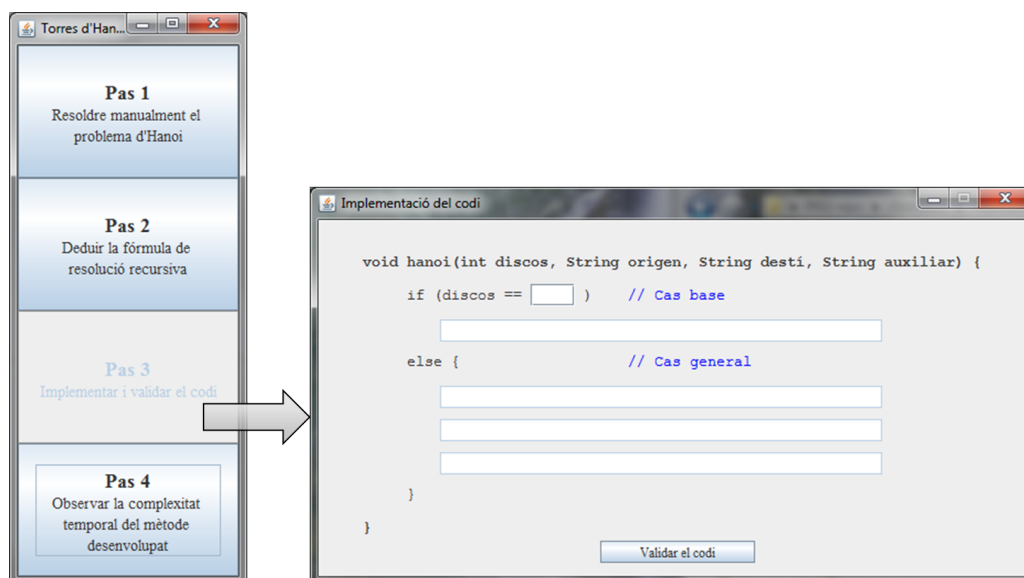 Torres d'Han...
Pas 1
Resoldre manualment el
problema d'Hanoi
Pas 2
Deduir la fórmula de
resolució recursiva
Pas 3
Implementar i validar el codi
Pas 4
Observar la complexitat
temporal del mètode
desenvolupat
Implementació del codi
void hanoi(int discos, String origen, String destí, String auxiliar) {
if (discos == ) // Cas base
else { // Cas general
}
}
Validar el codi